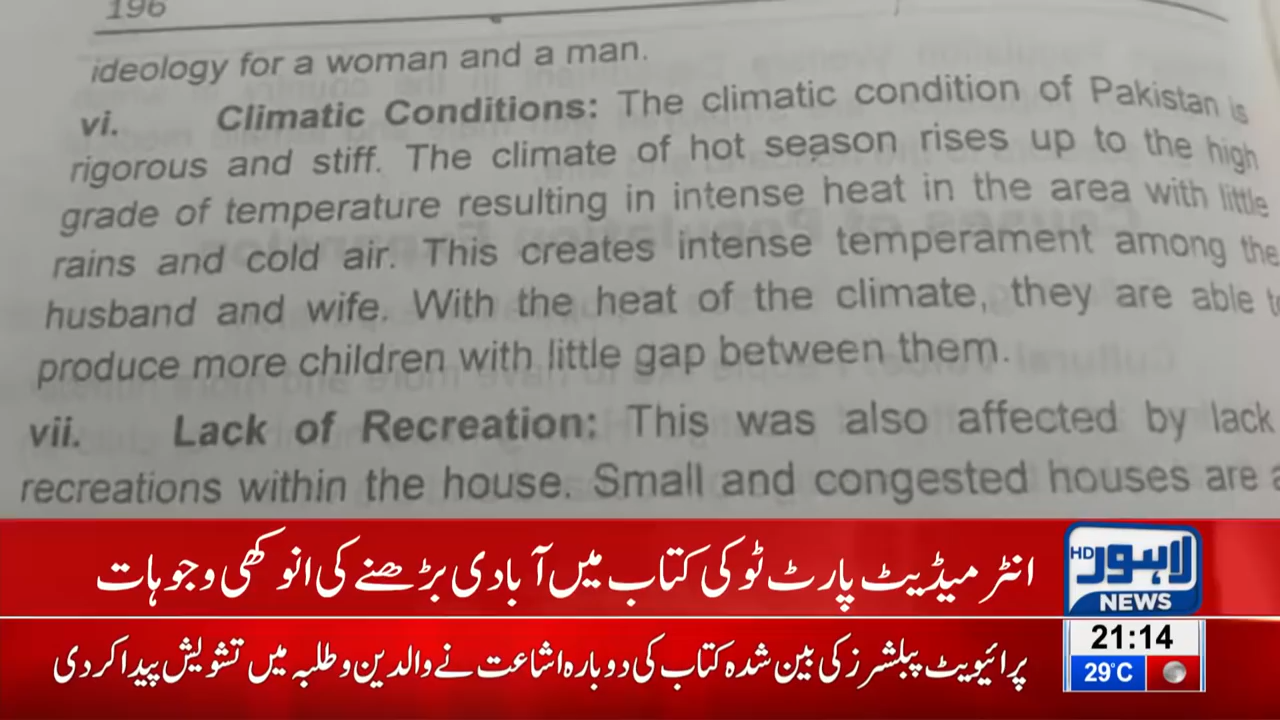 196
ideology for a woman and a man.
vi. Climatic Conditions: The climatic condition of Pakistan is
rigorous and stiff. The climate of hot season rises up to the high
grade of temperature resulting in intense heat in the area with little
rains and cold air. This creates intense temperament among the
husband and wife. With the heat of the climate, they are able t
produce more children with little gap between them.
vii. Lack of Recreation: This was also affected by lack
recreations within the house. Small and congested houses are a
انٹرمیڈیٹ پارٹ ٹو کی کتاب میں آبادی بڑھنے کی انوکھی وجوہات
HD لاہور
NEWS
پرائیویٹ پبلشرز کی بین شدہ کتاب کی دوبارہ اشاعت نے والدین و طلبہ میں تشویش پیدا کردی
21:14
29°C